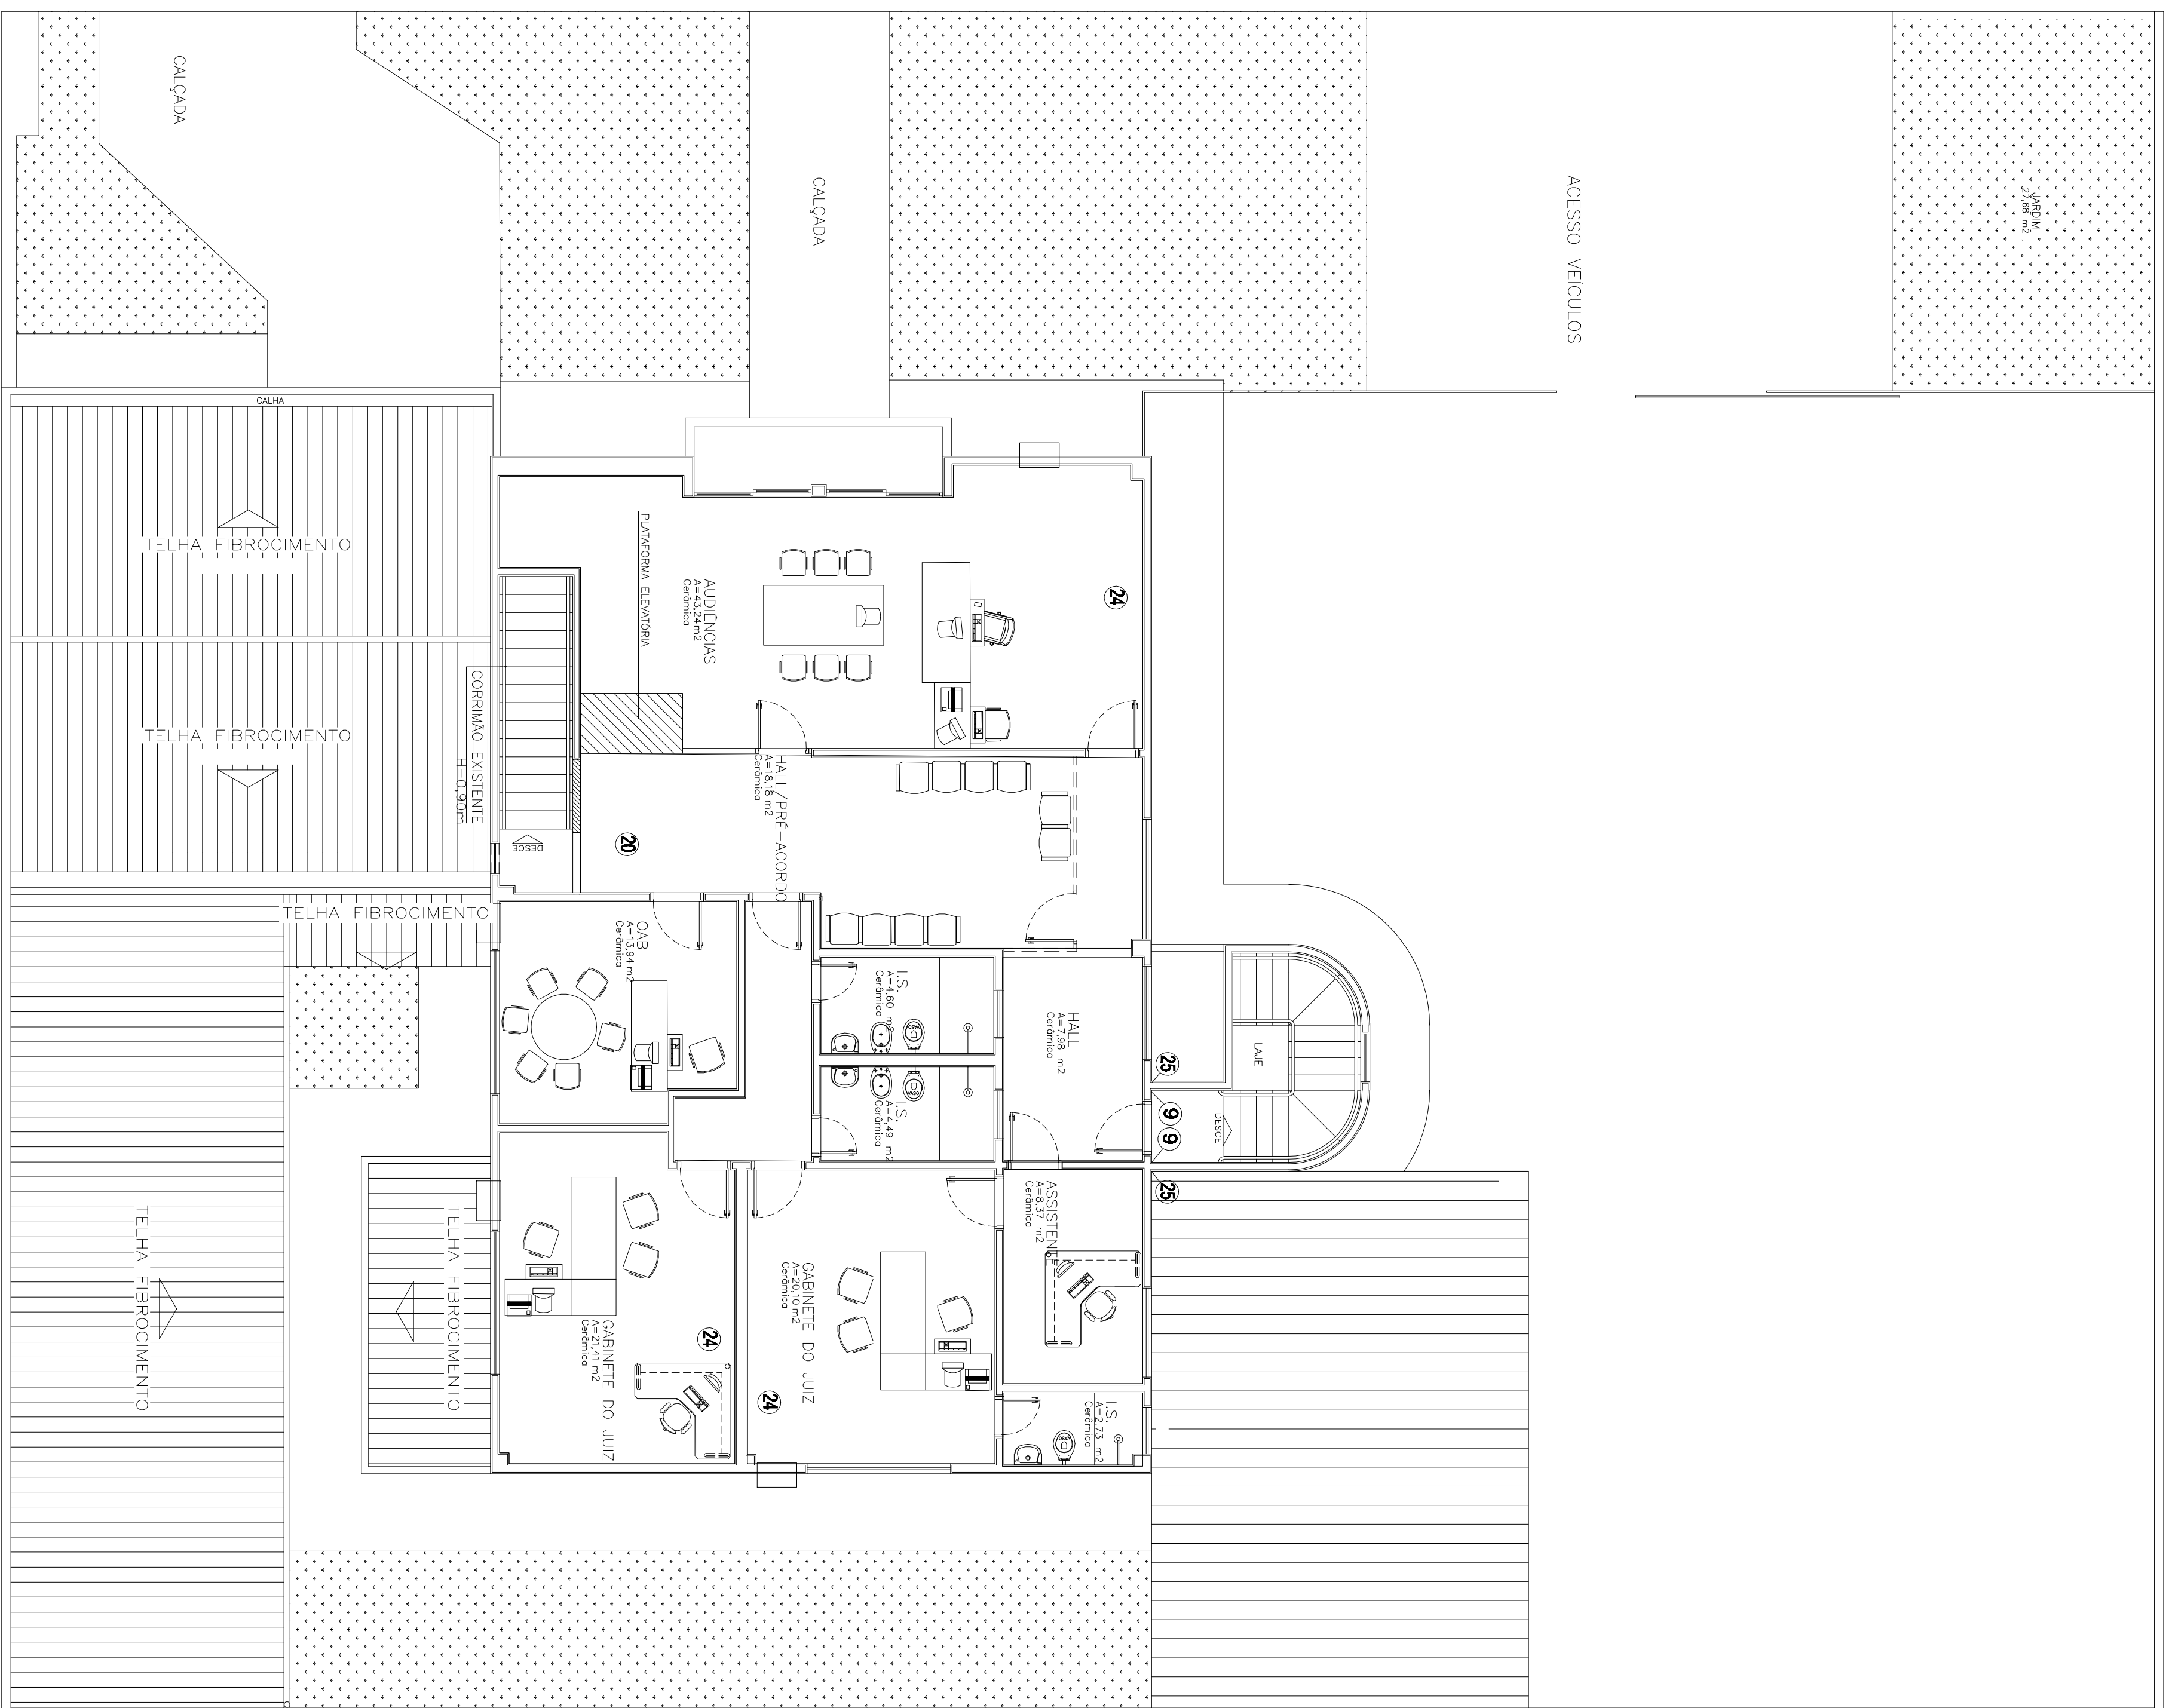 CALÇADA
CALÇADA
ACESSO VEÍCULOS
JARDIM
27,68 m2
CALHA
TELHA FIBROCIMENTO
TELHA FIBROCIMENTO
TELHA FIBROCIMENTO
CORRIMÃO EXISTENTE
H=0,90m
PLATAFORMA ELEVATÓRIA
AUDIÊNCIAS
A=43,24m2
Cerâmica
24
HALL/PRÉ-ACORDO
A=18,18 m2
Cerâmica
20
DESCE
OAB
A=13,94 m2
Cerâmica
I.S.
A=4,60 m2
Cerâmica
VASO
I.S.
A=4,49 m2
Cerâmica
VASO
HALL
A=7,98 m2
Cerâmica
25
LAJE
9
9
DESCE
25
ASSISTENTE
A=8,37 m2
Cerâmica
GABINETE DO JUIZ
A=20,10 m2
Cerâmica
24
GABINETE DO JUIZ
A=21,41 m2
Cerâmica
24
I.S.
A=2,73 m2
Cerâmica
VASO
TELHA FIBROCIMENTO
TELHA FIBROCIMENTO